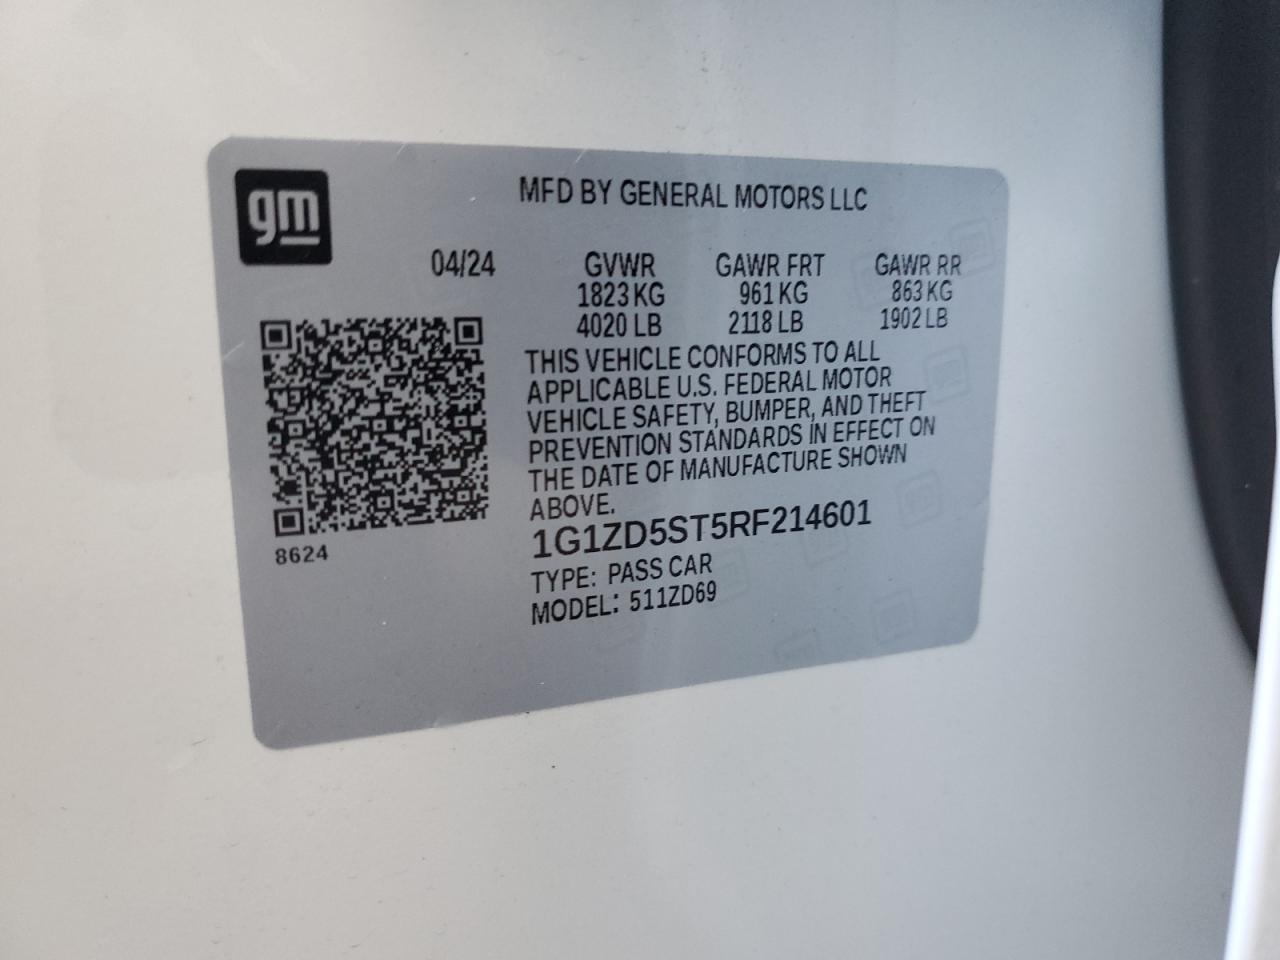 gm
MFD BY GENERAL MOTORS LLC
04/24 GVWR GAWR FRT GAWR RR
1823 KG 961 KG 863 KG
4020 LB 2118 LB 1902 LB
THIS VEHICLE CONFORMS TO ALL
APPLICABLE U.S. FEDERAL MOTOR
VEHICLE SAFETY, BUMPER, AND THEFT
PREVENTION STANDARDS IN EFFECT ON
THE DATE OF MANUFACTURE SHOWN
ABOVE.
1G1ZD5ST5RF214601
8624
TYPE: PASS CAR
MODEL: 511ZD69